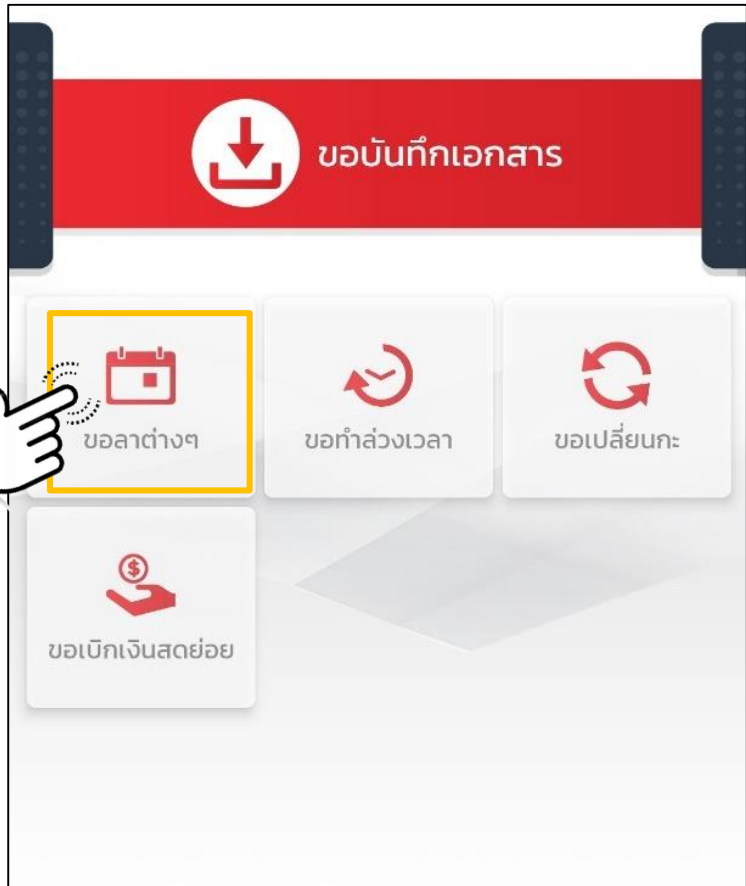 ขอบันทึกเอกสาร
ขอลาต่างๆ
ขอทำล่วงเวลา
ขอเปลี่ยนกะ
ขอเบิกเงินสดย่อย